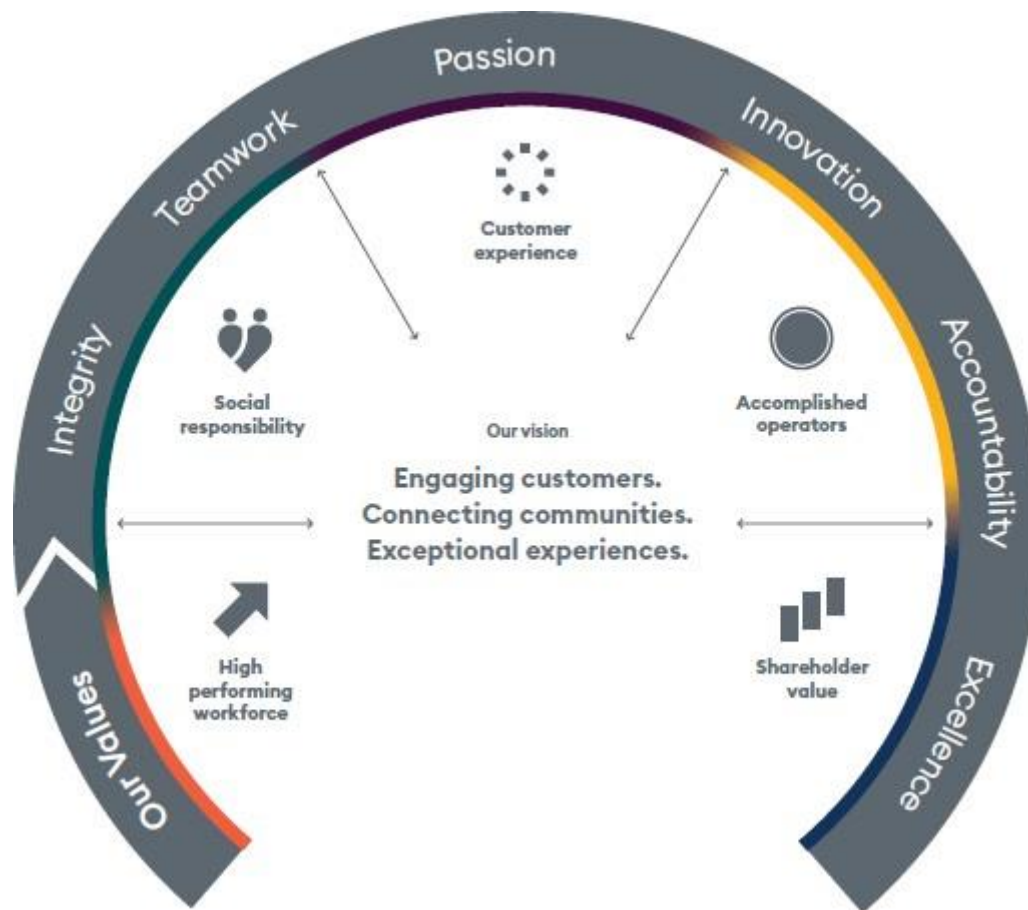 Our Values
Integrity
Teamwork
Passion
Innovation
Accountability
Excellence
Customer
experience
Social
responsibility
Accomplished
operators
Our vision
Engaging customers.
Connecting communities.
Exceptional experiences.
High
performing
workforce
Shareholder
value